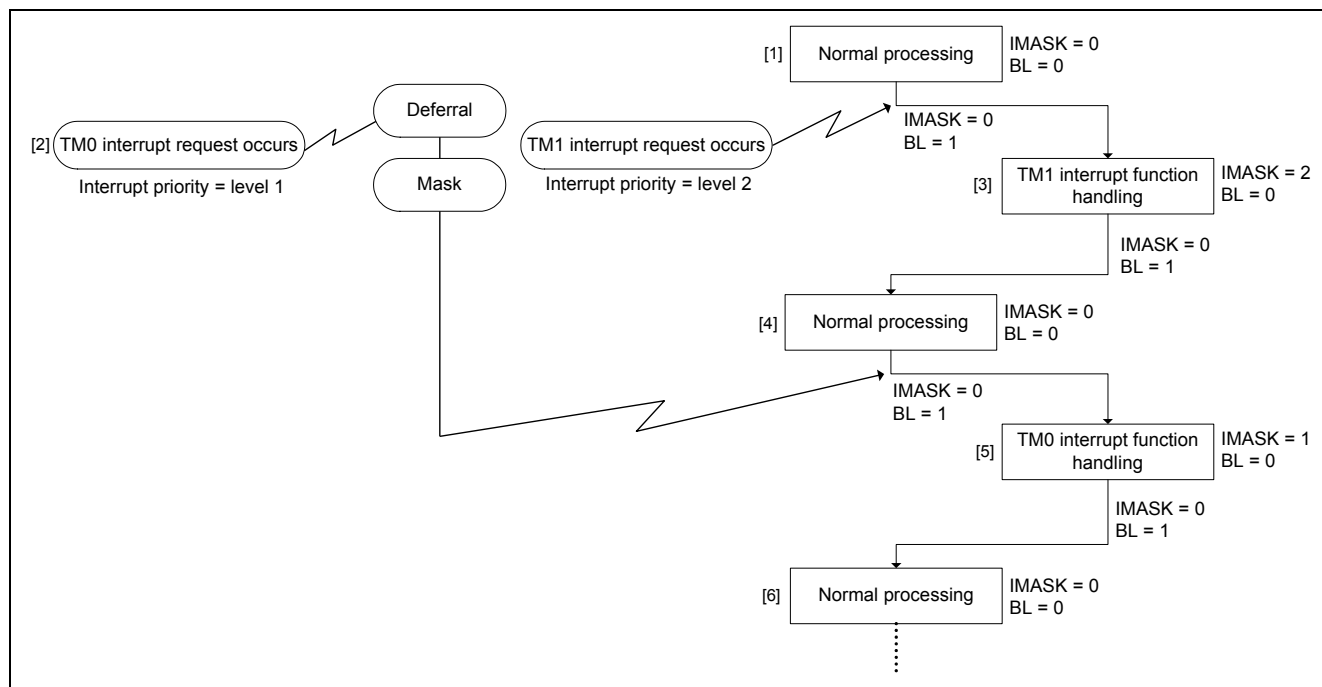 [1]
Normal processing
IMASK = 0
BL = 0
Deferral
[2]
TM0 interrupt request occurs
Interrupt priority = level 1
Mask
TM1 interrupt request occurs
Interrupt priority = level 2
IMASK = 0
BL = 1
[3]
TM1 interrupt function
handling
IMASK = 2
BL = 0
IMASK = 0
BL = 1
[4]
Normal processing
IMASK = 0
BL = 0
IMASK = 0
BL = 1
[5]
TM0 interrupt function
handling
IMASK = 1
BL = 0
IMASK = 0
BL = 1
[6]
Normal processing
IMASK = 0
BL = 0